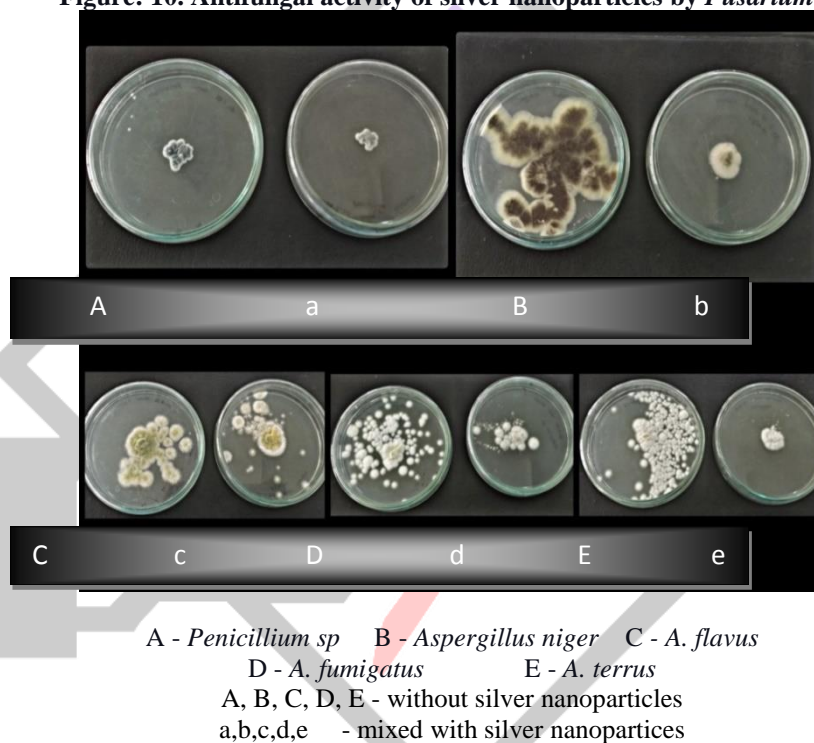 Figure: 10. Antifungal activity of silver nanoparticles by Fusarium
A a B b
C c D d E e
A - Penicillium sp B - Aspergillus niger C - A. flavus
D - A. fumigatus E - A. terrus
A, B, C, D, E - without silver nanoparticles
a,b,c,d,e - mixed with silver nanopartices